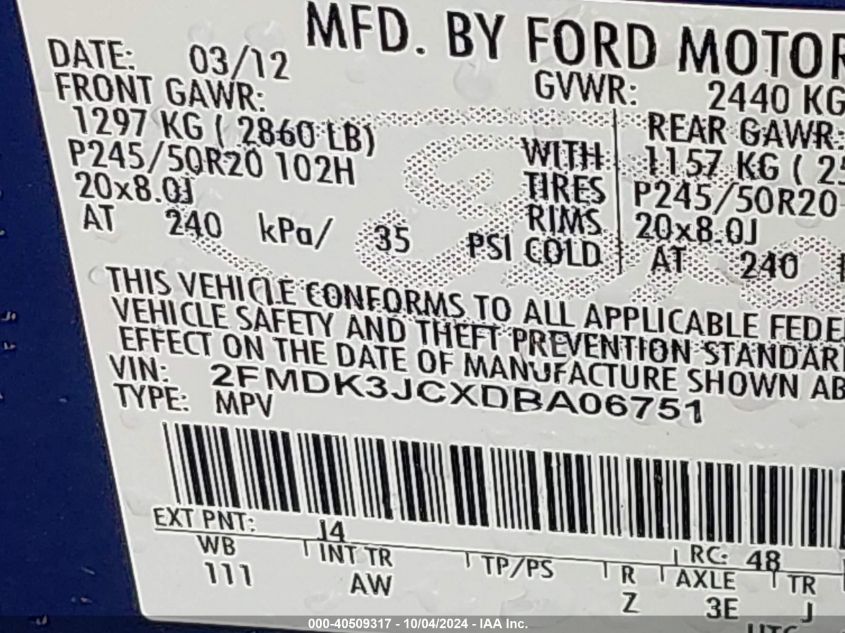 MFD. BY FORD MOTOR
DATE: 03/12 GVWR: 2440 KG
FRONT GAWR: REAR GAWR:
1297 KG ( 2860 LB) WITH 1157 KG ( 25
P245/50R20 102H TIRES P245/50R20
20x8.0J RIMS 20x8.0J
AT 240 kPa/ 35 PSI COLD AT 240
THIS VEHICLE CONFORMS TO ALL APPLICABLE FEDE
VEHICLE SAFETY AND THEFT PREVENTION STANDAR
EFFECT ON THE DATE OF MANUFACTURE SHOWN AB
VIN: 2FMDK3JCXDBA06751
TYPE: MPV
EXT PNT: J4 RC: 48
WB INT TR TP/PS R AXLE TR
111 AW Z 3E J
000-40509317 - 10/04/2024 - IAA Inc.